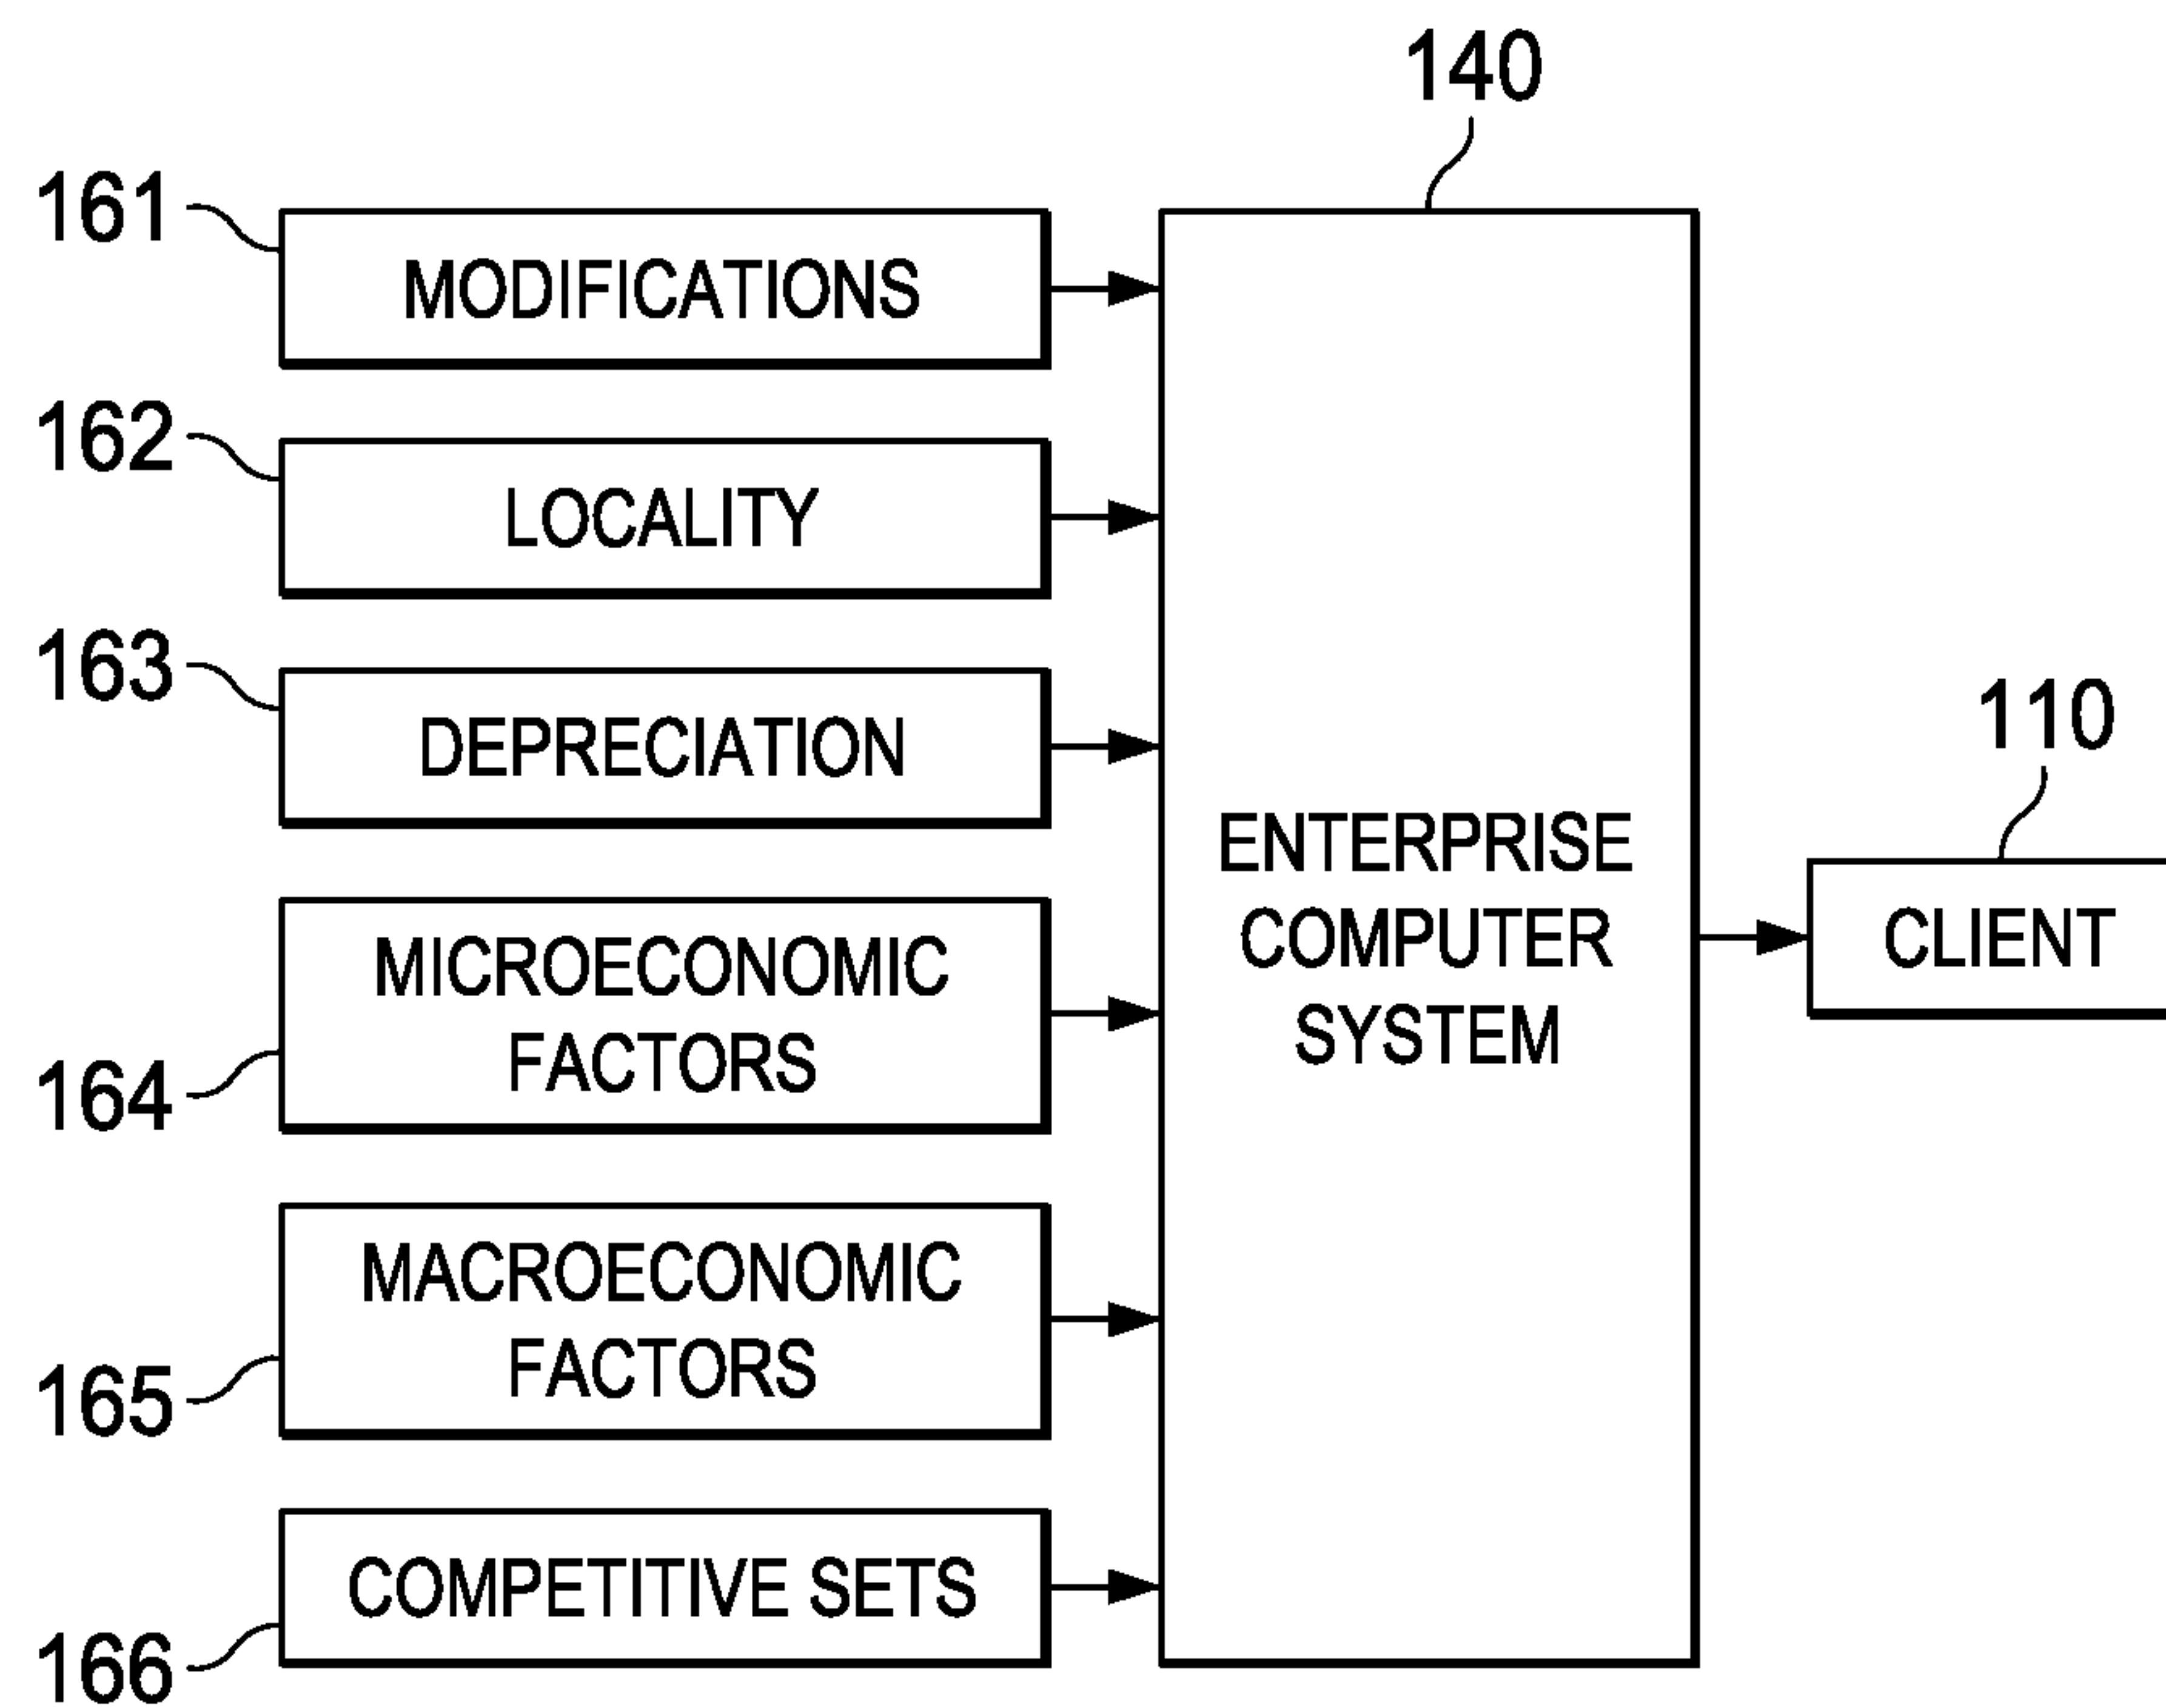 140
161
MODIFICATIONS
162
LOCALITY
163
DEPRECIATION
ENTERPRISE
COMPUTER
SYSTEM
110
CLIENT
MICROECONOMIC
FACTORS
164
MACROECONOMIC
FACTORS
165
COMPETITIVE SETS
166